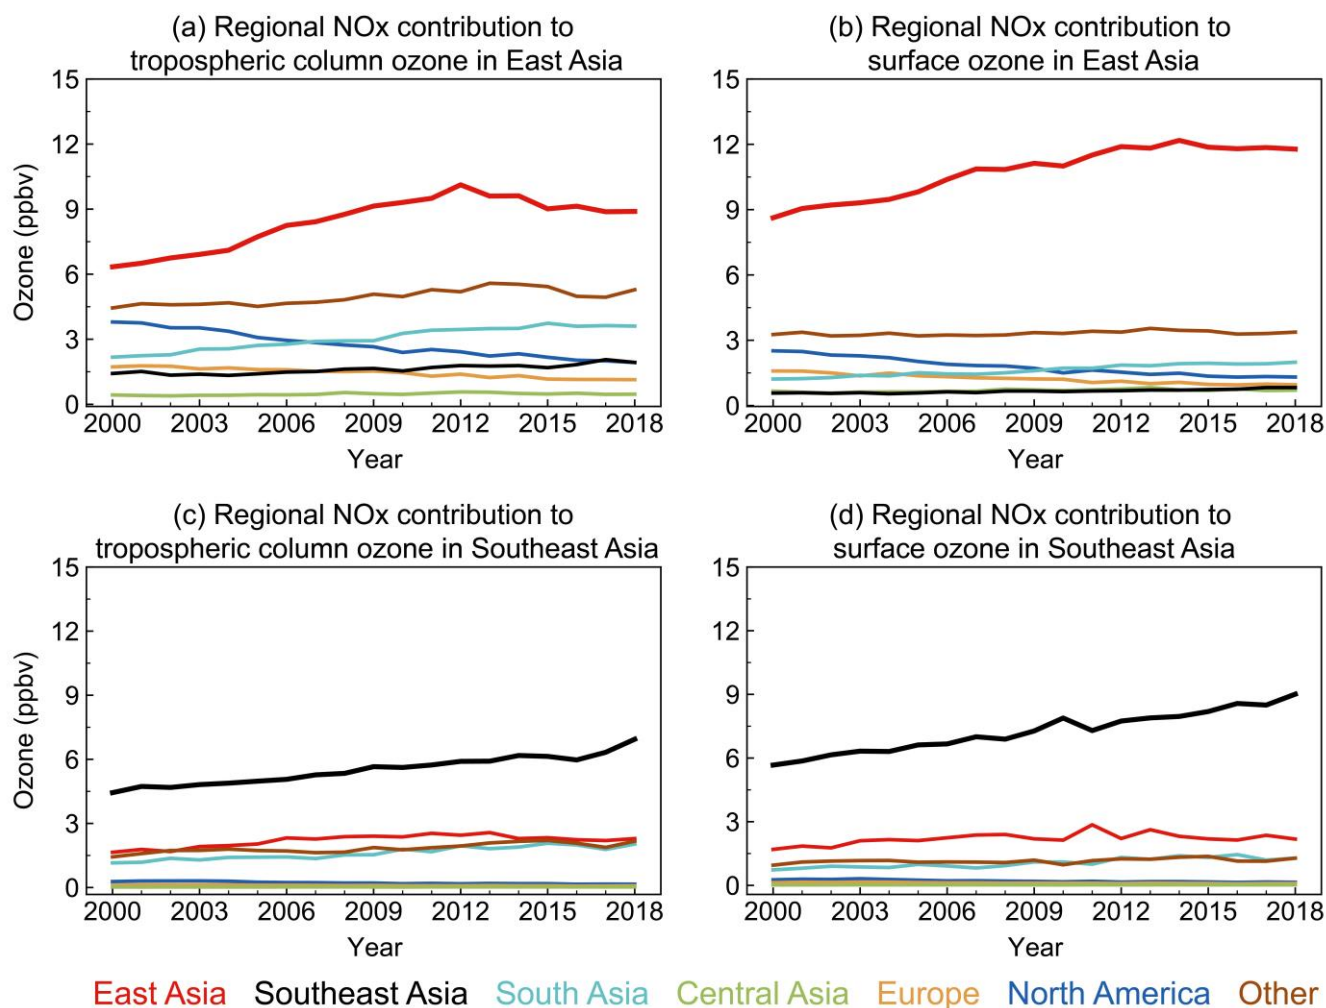 (a) Regional NOx contribution to
tropospheric column ozone in East Asia
15
12
9
6
3
0
Ozone (ppbv)
2000 2003 2006 2009 2012 2015 2018
Year
(b) Regional NOx contribution to
surface ozone in East Asia
15
12
9
6
3
0
2000 2003 2006 2009 2012 2015 2018
Year
(c) Regional NOx contribution to
tropospheric column ozone in Southeast Asia
15
12
9
6
3
0
Ozone (ppbv)
2000 2003 2006 2009 2012 2015 2018
Year
(d) Regional NOx contribution to
surface ozone in Southeast Asia
15
12
9
6
3
0
2000 2003 2006 2009 2012 2015 2018
Year
East Asia Southeast Asia South Asia Central Asia Europe North America Other